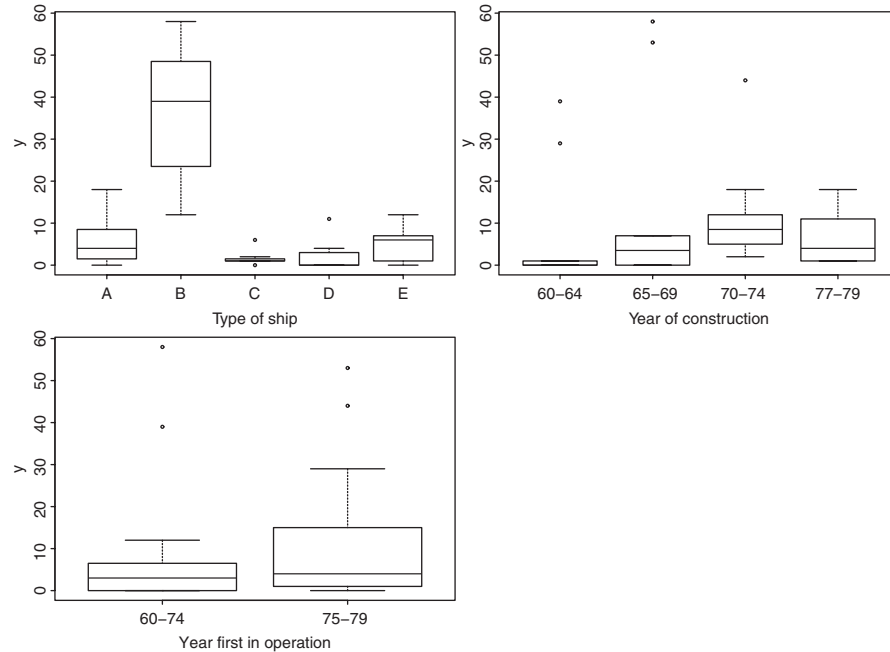 60
50
40
30
20
10
0
y
A B C D E
Type of ship
60
50
40
30
20
10
0
y
60–64 65–69 70–74 77–79
Year of construction
60
50
40
30
20
10
0
y
60–74 75–79
Year first in operation